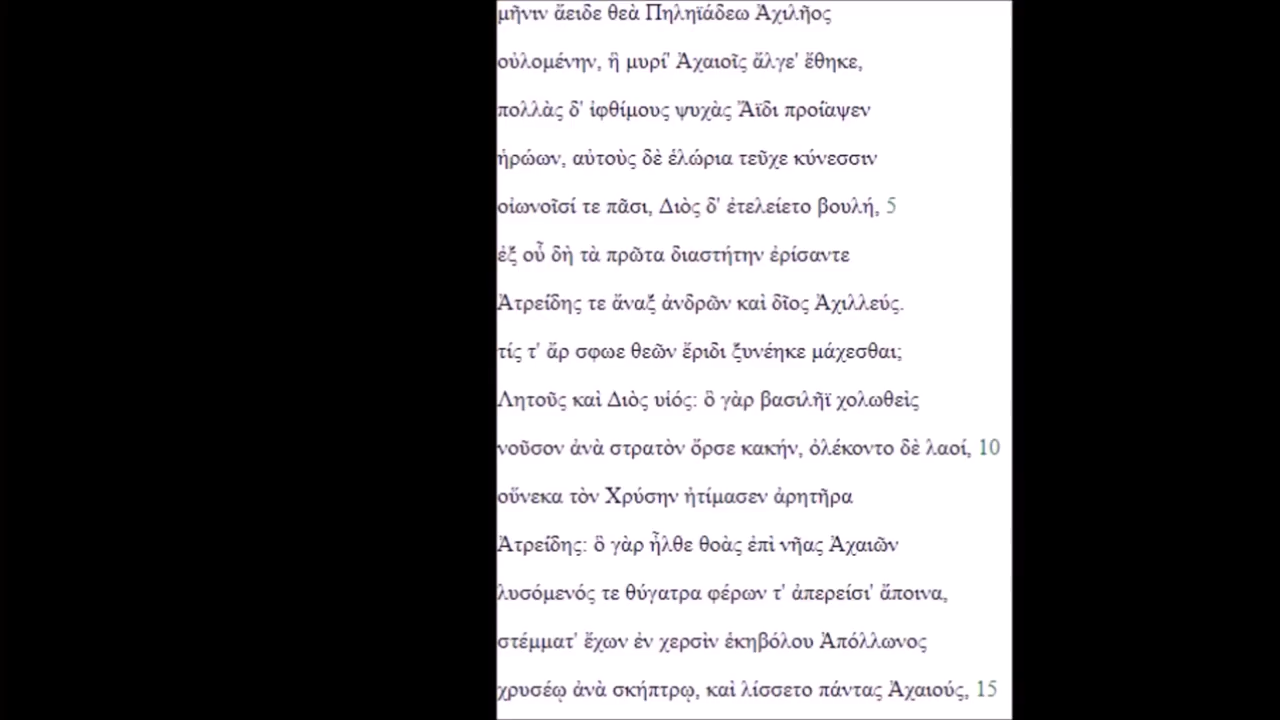 μῆνιν ἄειδε θεὰ Πηληϊάδεω Ἀχιλῆος
οὐλομένην, ἣ μυρί' Ἀχαιοῖς ἄλγε' ἔθηκε,
πολλὰς δ' ἰφθίμους ψυχὰς Ἄϊδι προΐαψεν
ἡρώων, αὐτοὺς δὲ ἑλώρια τεῦχε κύνεσσιν
οἰωνοῖσί τε πᾶσι, Διὸς δ' ἐτελείετο βουλή, 5
ἐξ οὗ δὴ τὰ πρῶτα διαστήτην ἐρίσαντε
Ἀτρεΐδης τε ἄναξ ἀνδρῶν καὶ δῖος Ἀχιλλεύς.
τίς τ' ἄρ σφωε θεῶν ἔριδι ξυνέηκε μάχεσθαι;
Λητοῦς καὶ Διὸς υἱός: ὃ γὰρ βασιλῆϊ χολωθεὶς
νοῦσον ἀνὰ στρατὸν ὄρσε κακήν, ὀλέκοντο δὲ λαοί, 10
οὕνεκα τὸν Χρύσην ἠτίμασεν ἀρητῆρα
Ἀτρεΐδης: ὃ γὰρ ἦλθε θοὰς ἐπὶ νῆας Ἀχαιῶν
λυσόμενός τε θύγατρα φέρων τ' ἀπερείσι' ἄποινα,
στέμματ' ἔχων ἐν χερσὶν ἑκηβόλου Ἀπόλλωνος
χρυσέῳ ἀνὰ σκήπτρῳ, καὶ λίσσετο πάντας Ἀχαιούς, 15